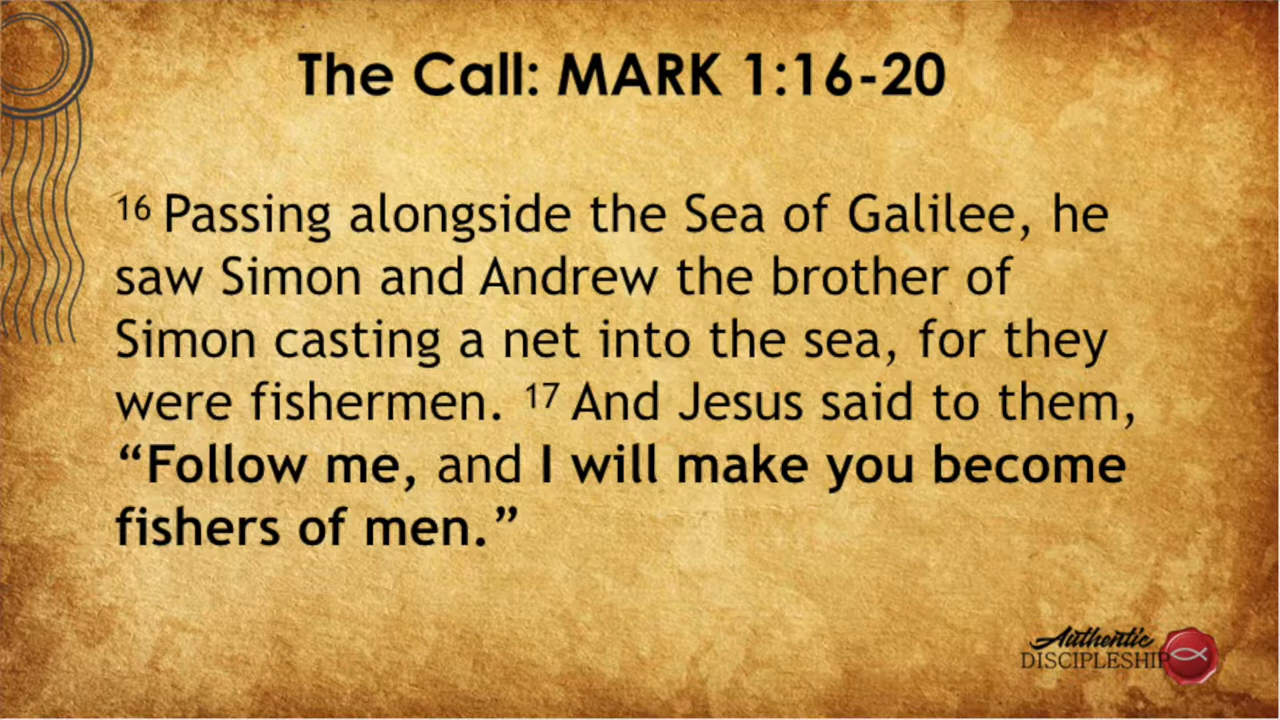 The Call: MARK 1:16-20
16 Passing alongside the Sea of Galilee, he
saw Simon and Andrew the brother of
Simon casting a net into the sea, for they
were fishermen. 17 And Jesus said to them,
“Follow me, and I will make you become
fishers of men.”
Authentic
DISCIPLESHIP